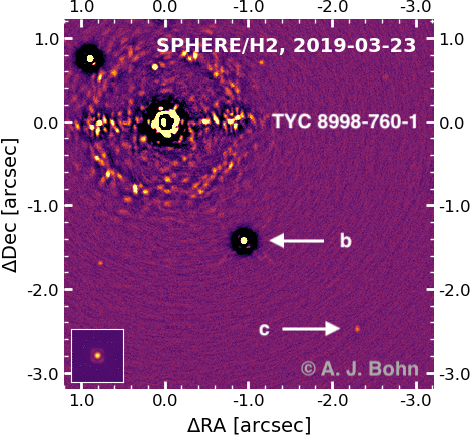 1.0 0.0 -1.0 -2.0 -3.0
1.0 SPHERE/H2, 2019-03-23 1.0
0.0 TYC 8998-760-1 0.0
-1.0 -1.0
b
-2.0 -2.0
c
© A. J. Bohn
-3.0 -3.0
1.0 0.0 -1.0 -2.0 -3.0
ΔRA [arcsec]
ΔDec [arcsec]